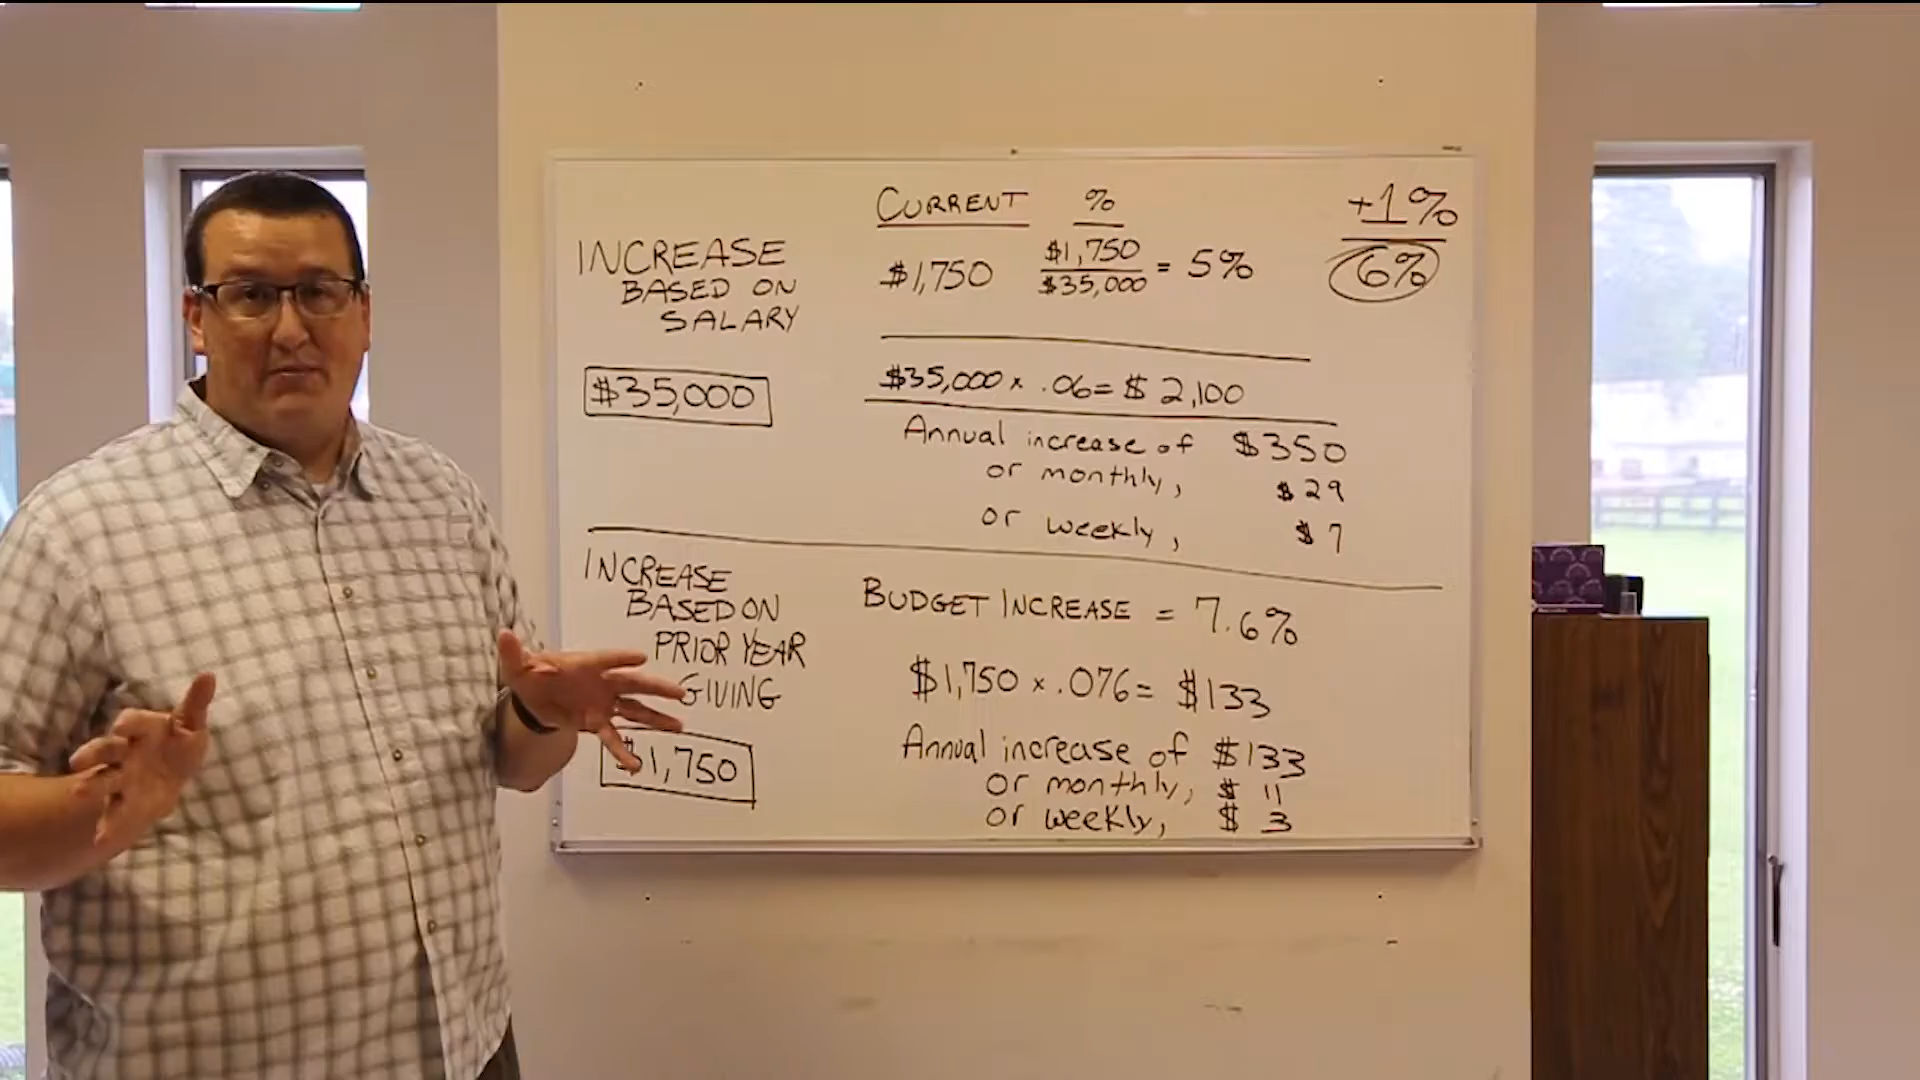 INCREASE
BASED ON
SALARY
$35,000
CURRENT
%
+1%
$1,750
$1,750
$35,000
= 5%
6%
$35,000 x .06= $ 2,100
Annual increase of $350
or monthly, $ 29
or weekly, $ 7
INCREASE
BASED ON
PRIOR YEAR
GIVING
$1,750
BUDGET INCREASE = 7.6%
$1,750 x .076= $133
Annual increase of $133
or monthly, $ 11
or weekly, $ 3